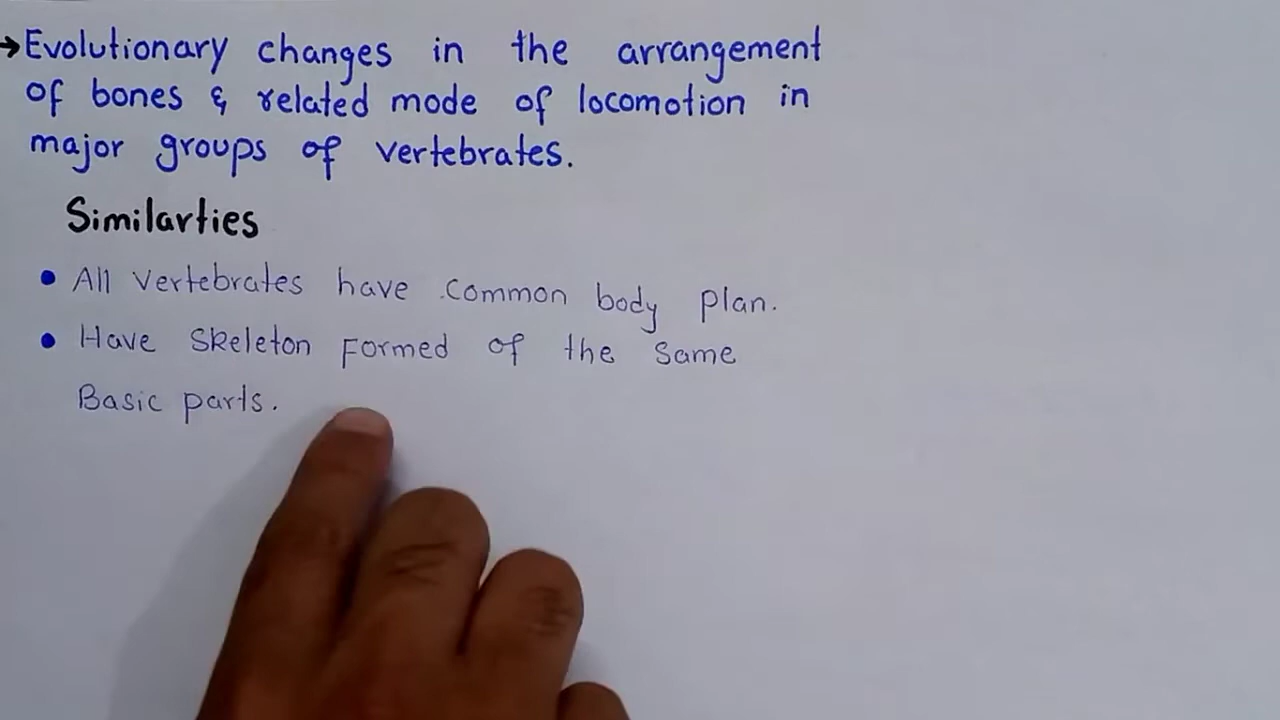 →Evolutionary changes in the arrangement
of bones & related mode of locomotion in
major groups of vertebrates.
Similarties
• All vertebrates have common body plan.
• Have Skeleton Formed of the Same
Basic parts.